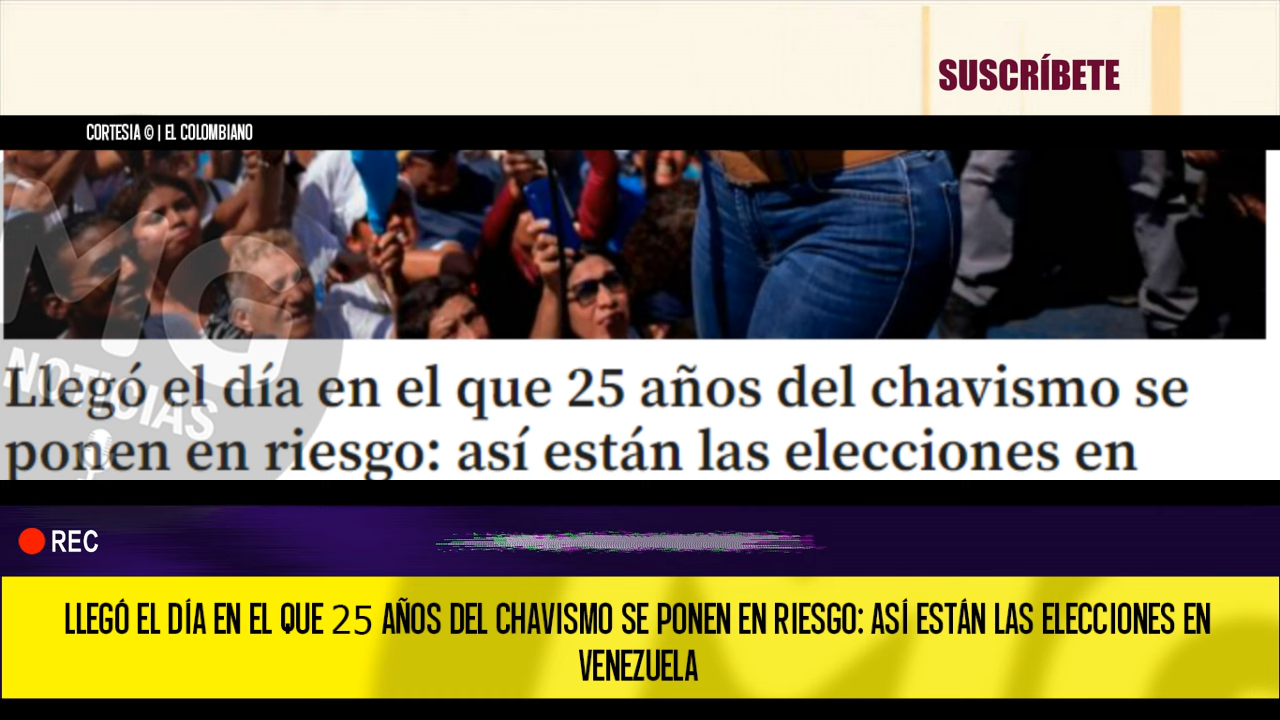 SUSCRÍBETE
CORTESIA © | EL COLOMBIANO
MG
NOTICIAS
Llegó el día en el que 25 años del chavismo se
ponen en riesgo: así están las elecciones en
REC
LLEGÓ EL DÍA EN EL QUE 25 AÑOS DEL CHAVISMO SE PONEN EN RIESGO: ASÍ ESTÁN LAS ELECCIONES EN
VENEZUELA